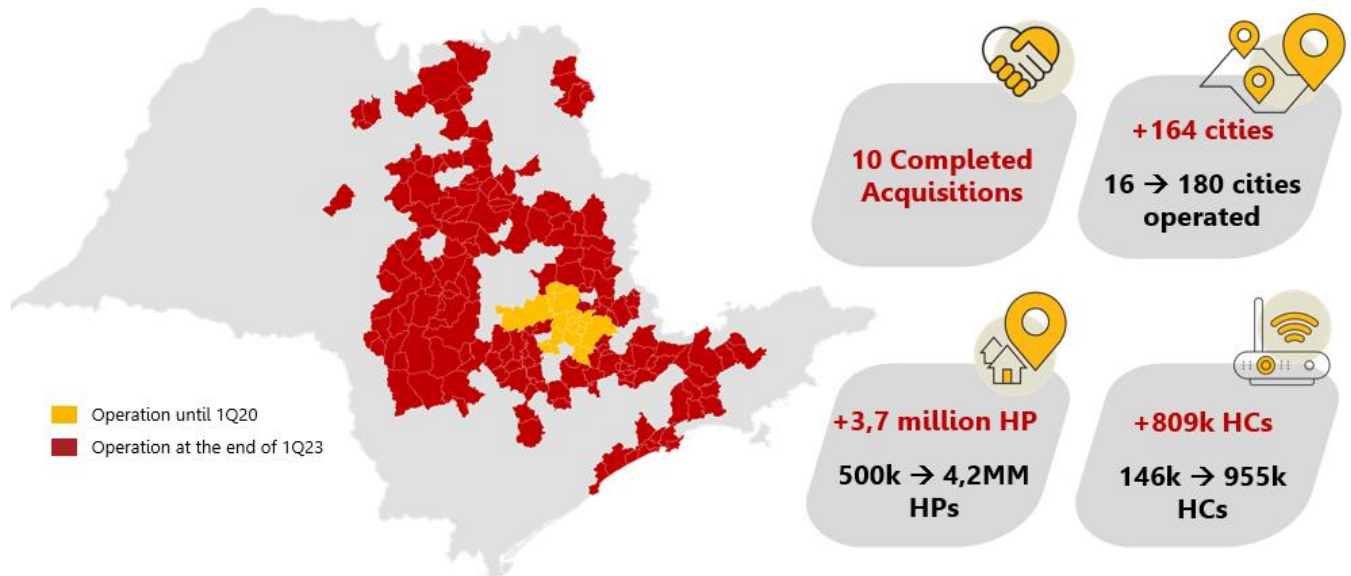 10 Completed
Acquisitions
+164 cities
16 → 180 cities
operated
+3,7 million HP
500k → 4,2MM
HPs
+809k HCs
146k → 955k
HCs
Operation until 1Q20
Operation at the end of 1Q23